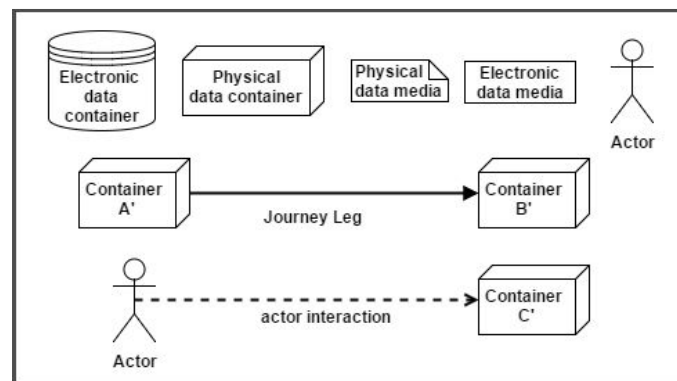 Electronic
data
container
Physical
data container
Physical
data media
Electronic
data media
Actor
Container
A'
Journey Leg
Container
B'
Actor
actor interaction
Container
C'